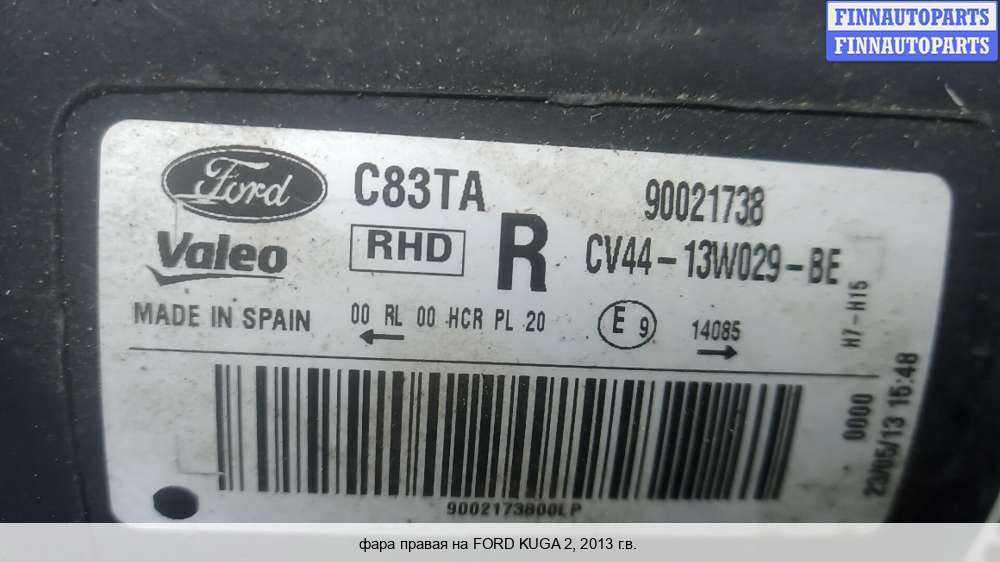 FINNAUTOPARTS
FINNAUTOPARTS
Ford
C83TA
90021738
Valeo
RHD
R
CV44-13W029-BE
MADE IN SPAIN
00 RL 00 HCR PL 20
E 9
14085
H7-H15
0000
23/05/13 15:48
9002173800LP
фара правая на FORD KUGA 2, 2013 г.в.